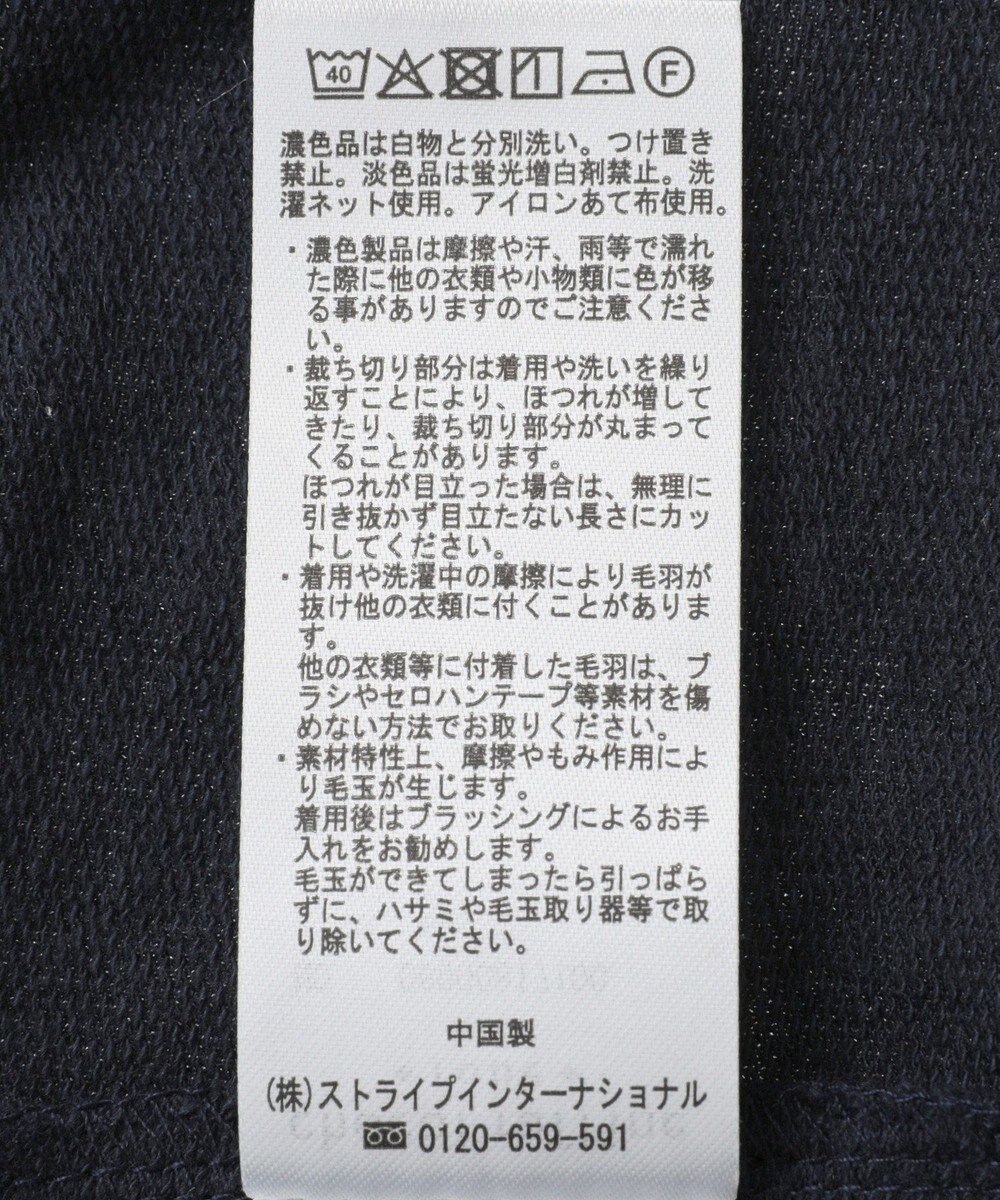 40
F
濃色品は白物と分別洗い。つけ置き
禁止。淡色品は蛍光増白剤禁止。洗
濯ネット使用。アイロンあて布使用。
・濃色製品は摩擦や汗、雨等で濡れ
た際に他の衣類や小物類に色が移
る事がありますのでご注意くださ
い。
・裁ち切り部分は着用や洗いを繰り
返すことにより、ほつれが増して
きたり、裁ち切り部分が丸まって
くることがあります。
ほつれが目立った場合は、無理に
引き抜かず目立たない長さにカッ
トしてください。
・着用や洗濯中の摩擦により毛羽が
抜け他の衣類に付くことがありま
す。
他の衣類等に付着した毛羽は、ブ
ラシやセロハンテープ等素材を傷
めない方法でお取りください。
・素材特性上、摩擦やもみ作用によ
り毛玉が生じます。
着用後はブラッシングによるお手
入れをお勧めします。
毛玉ができてしまったら引っぱら
ずに、ハサミや毛玉取り器等で取
り除いてください。
中国製
(株)ストライプインターナショナル
0120-659-591